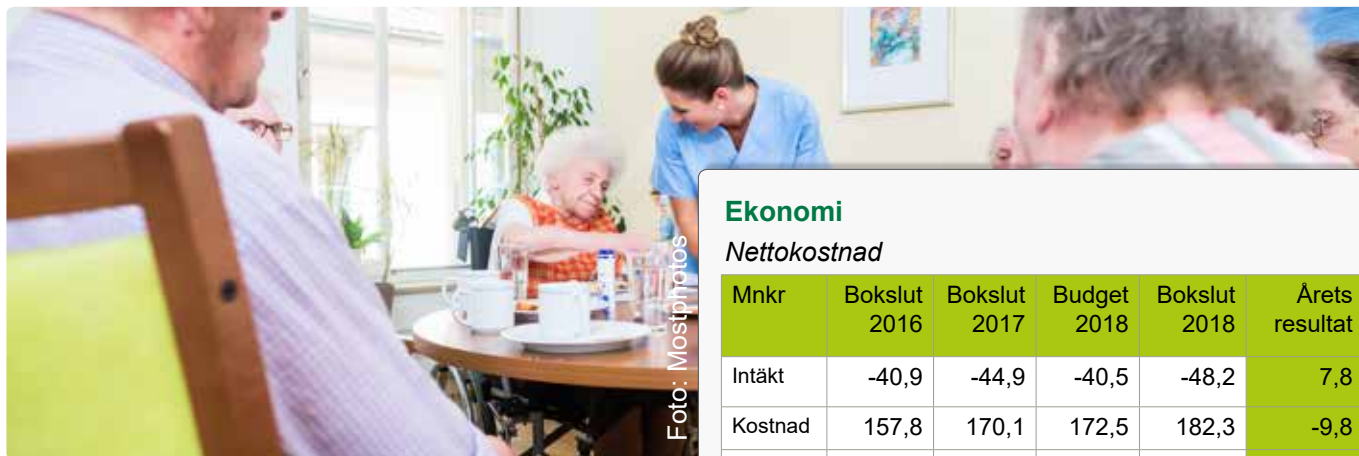 Foto: Mostphotos
Ekonomi
Nettokostnad
Mnkr Bokslut 2016 Bokslut 2017 Budget 2018 Bokslut 2018 Årets resultat
Intäkt -40,9 -44,9 -40,5 -48,2 7,8
Kostnad 157,8 170,1 172,5 182,3 -9,8